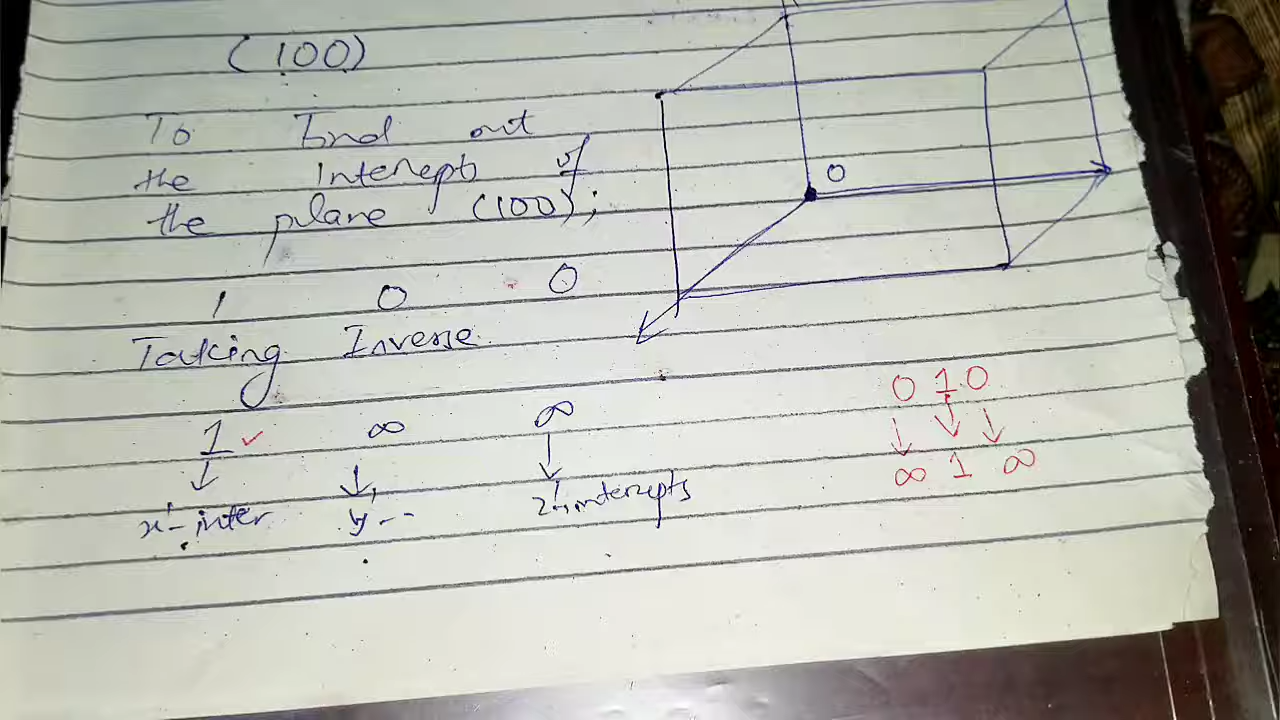 (100)
To find out
the Intercepts of
the plane (100);
O
1 0 0
Taking Inverse
1 ✓ ∞ ∞
↓ ↓ ↓
x'-inter y-- z'-intercepts
0 1 0
↓ ↓ ↓
∞ 1 ∞